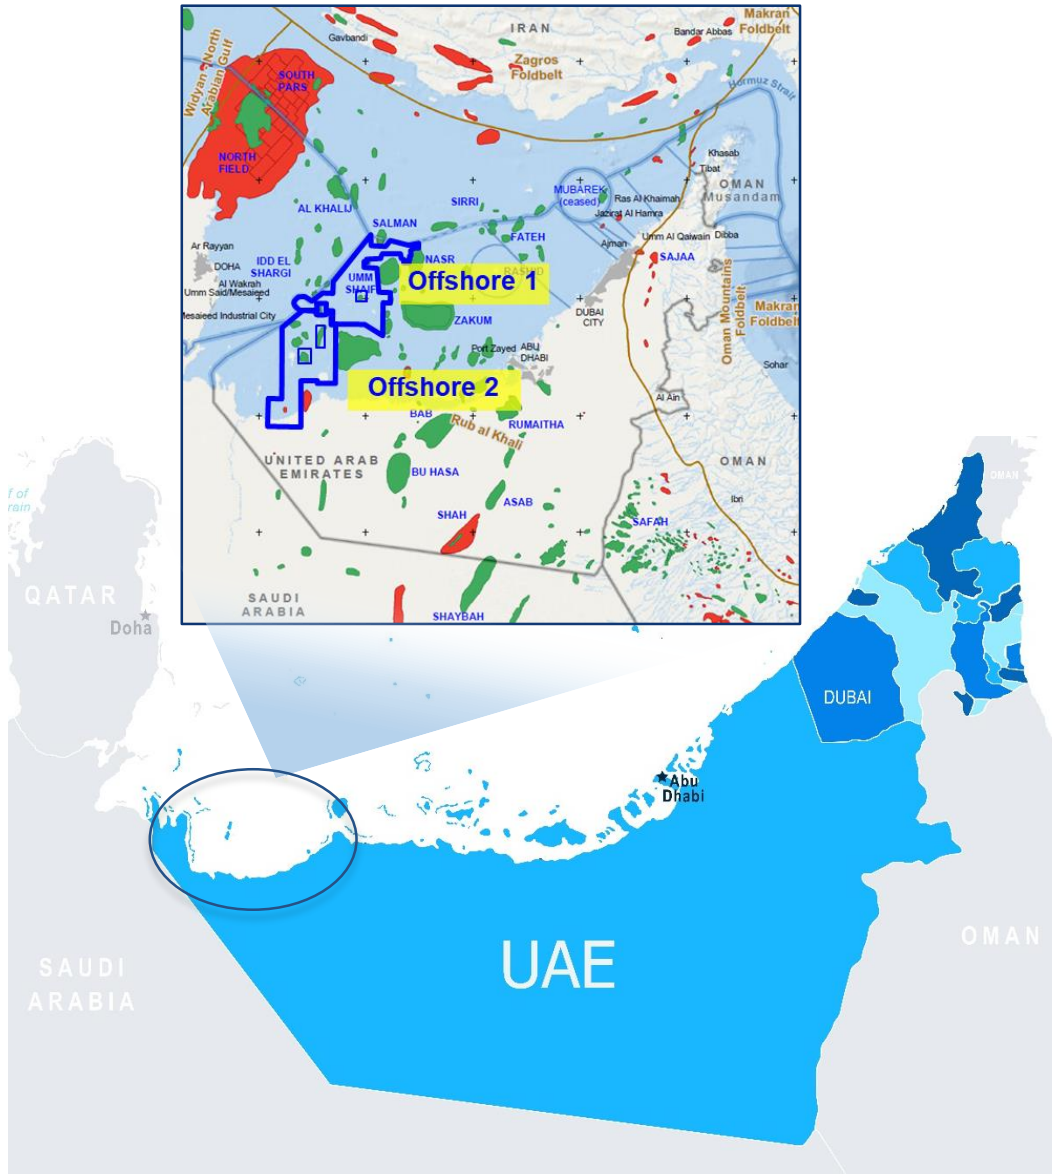 Makran
Foldbelt
IRAN
Bandar Abbas
Gavbandi
Zagros
Foldbelt
Widyan - North
Arabian Gulf
SOUTH
PARS
Hormuz Strait
NORTH
FIELD
Khasab
Tibat
OMAN
Musandam
MUBAREK
(ceased)
Ras Al Khaimah
Jazirat Al Hamra
SIRRI
AL KHALIJ
SALMAN
FATEH
Umm Al Qaiwain
Dibba
Ajman
Ar Rayyan
DOHA
IDD EL
SHARGI
NASR
RASHID
SAJAA
Al Wakrah
Umm Said/Mesaieed
UMM
SHAIF
Offshore 1
Oman Mountains
Foldbelt
Makran
Foldbelt
Mesaieed Industrial City
ZAKUM
DUBAI
CITY
Port Zayed
ABU
DHABI
Sohar
Offshore 2
Al Ain
BAB
Rub al Khali
RUMAITHA
UNITED ARAB
EMIRATES
BU HASA
OMAN
ASAB
Ibri
SHAH
SAFAH
SAUDI
ARABIA
SHAYBAH
OMAN
QATAR
Doha
DUBAI
Abu
Dhabi
UAE
OMAN
SAUDI
ARABIA